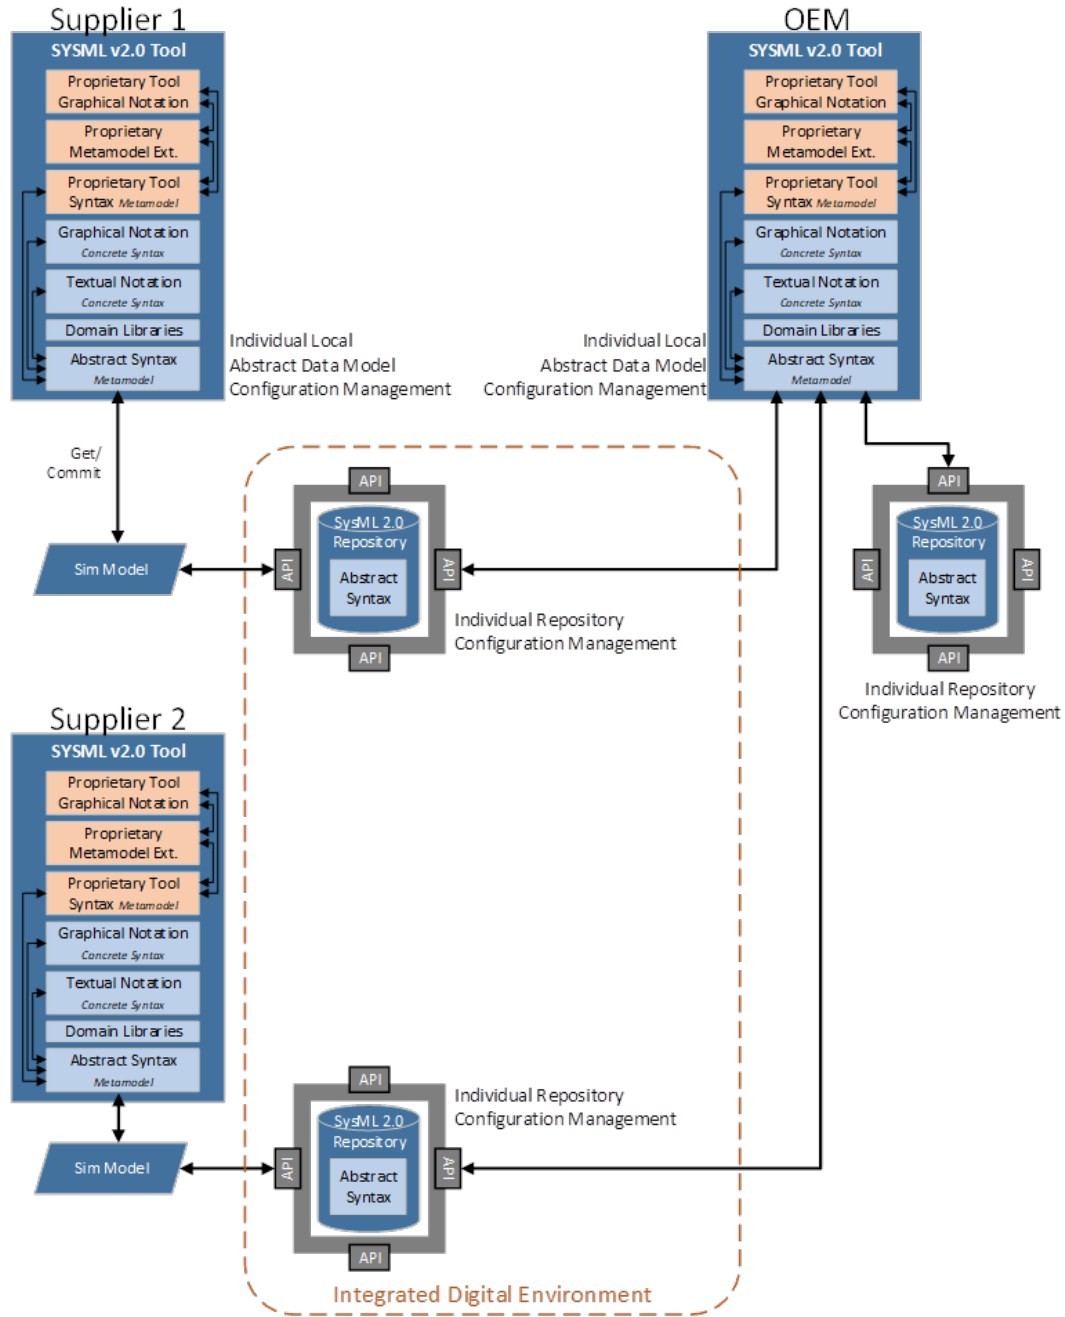 Supplier 1
SYSML v2.0 Tool
Proprietary Tool
Graphical Notation
Proprietary
Metamodel Ext.
Proprietary Tool
Syntax Metamodel
Graphical Notation
Concrete Syntax
Textual Notation
Concrete Syntax
Domain Libraries
Abstract Syntax
Metamodel
Individual Local
Abstract Data Model
Configuration Management
OEM
SYSML v2.0 Tool
Proprietary Tool
Graphical Notation
Proprietary
Metamodel Ext.
Proprietary Tool
Syntax Metamodel
Graphical Notation
Concrete Syntax
Textual Notation
Concrete Syntax
Domain Libraries
Abstract Syntax
Metamodel
Individual Local
Abstract Data Model
Configuration Management
Get/
Commit
Sim Model
API
API
SysML 2.0
Repository
Abstract
Syntax
API
API
Individual Repository
Configuration Management
API
API
SysML 2.0
Repository
Abstract
Syntax
API
API
Individual Repository
Configuration Management
Supplier 2
SYSML v2.0 Tool
Proprietary Tool
Graphical Notation
Proprietary
Metamodel Ext.
Proprietary Tool
Syntax Metamodel
Graphical Notation
Concrete Syntax
Textual Notation
Concrete Syntax
Domain Libraries
Abstract Syntax
Metamodel
Sim Model
API
API
SysML 2.0
Repository
Abstract
Syntax
API
API
Individual Repository
Configuration Management
Integrated Digital Environment